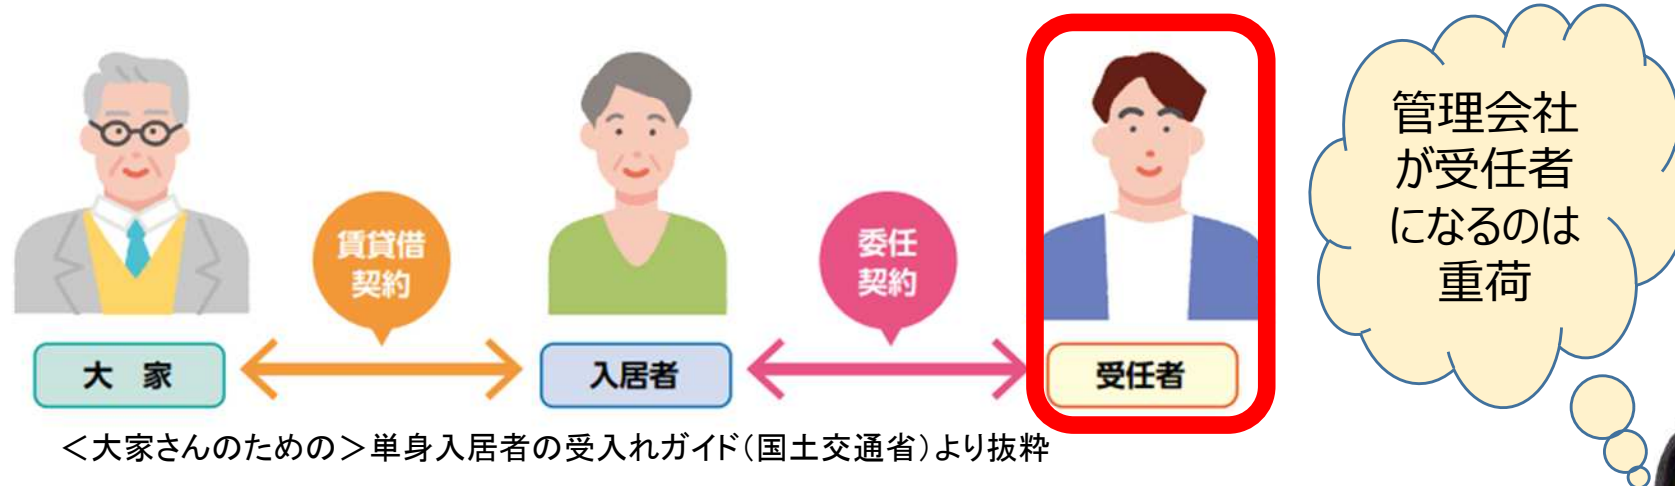 賃貸借
契約
委任
契約
大 家
入居者
受任者
管理会社
が受任者
になるのは
重荷
＜大家さんのための＞単身入居者の受入れガイド（国土交通省）より抜粋